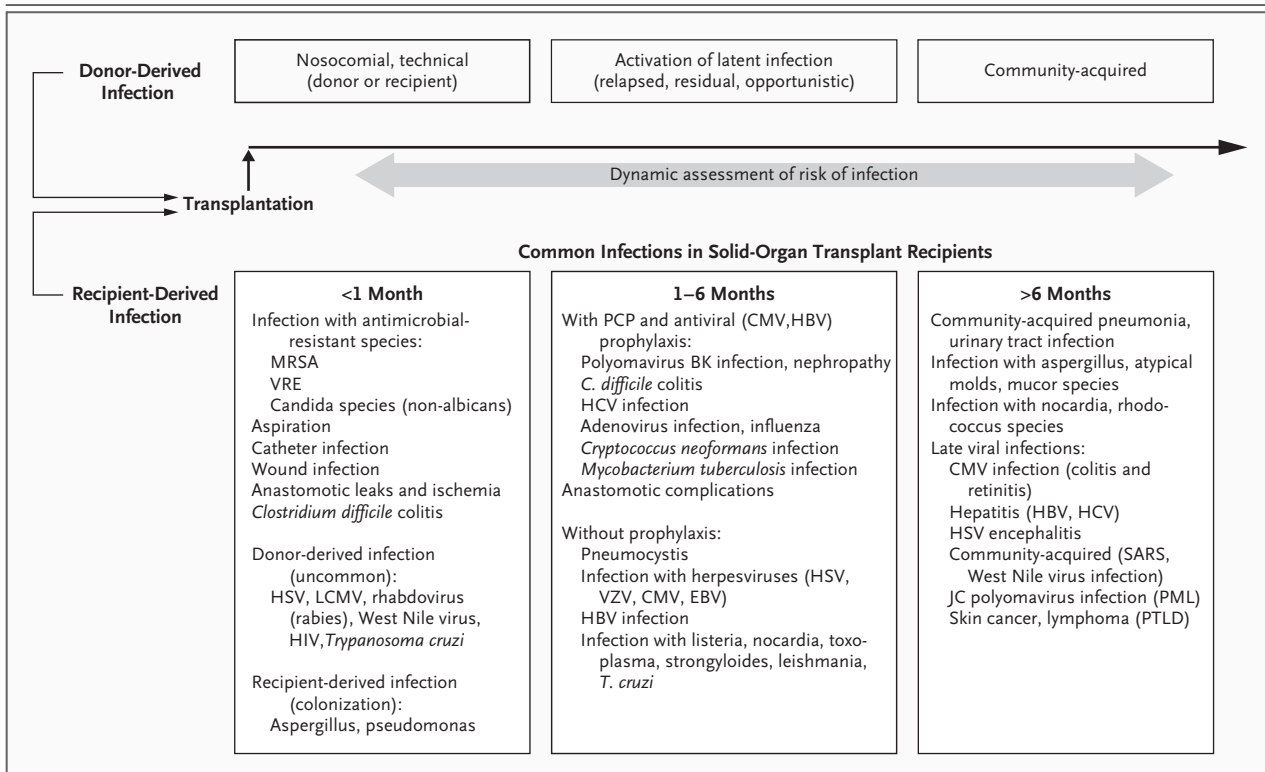 Donor-Derived
Infection
Nosocomial, technical
(donor or recipient)
Activation of latent infection
(relapsed, residual, opportunistic)
Community-acquired
Dynamic assessment of risk of infection
Transplantation
Common Infections in Solid-Organ Transplant Recipients
Recipient-Derived
Infection
<1 Month
Infection with antimicrobial-
resistant species:
MRSA
VRE
Candida species (non-albicans)
Aspiration
Catheter infection
Wound infection
Anastomotic leaks and ischemia
Clostridium difficile colitis
Donor-derived infection
(uncommon):
HSV, LCMV, rhabdovirus
(rabies), West Nile virus,
HIV,Trypanosoma cruzi
Recipient-derived infection
(colonization):
Aspergillus, pseudomonas
1–6 Months
With PCP and antiviral (CMV,HBV)
prophylaxis:
Polyomavirus BK infection, nephropathy
C. difficile colitis
HCV infection
Adenovirus infection, influenza
Cryptococcus neoformans infection
Mycobacterium tuberculosis infection
Anastomotic complications
Without prophylaxis:
Pneumocystis
Infection with herpesviruses (HSV,
VZV, CMV, EBV)
HBV infection
Infection with listeria, nocardia, toxo-
plasma, strongyloides, leishmania,
T. cruzi
>6 Months
Community-acquired pneumonia,
urinary tract infection
Infection with aspergillus, atypical
molds, mucor species
Infection with nocardia, rhodo-
coccus species
Late viral infections:
CMV infection (colitis and
retinitis)
Hepatitis (HBV, HCV)
HSV encephalitis
Community-acquired (SARS,
West Nile virus infection)
JC polyomavirus infection (PML)
Skin cancer, lymphoma (PTLD)